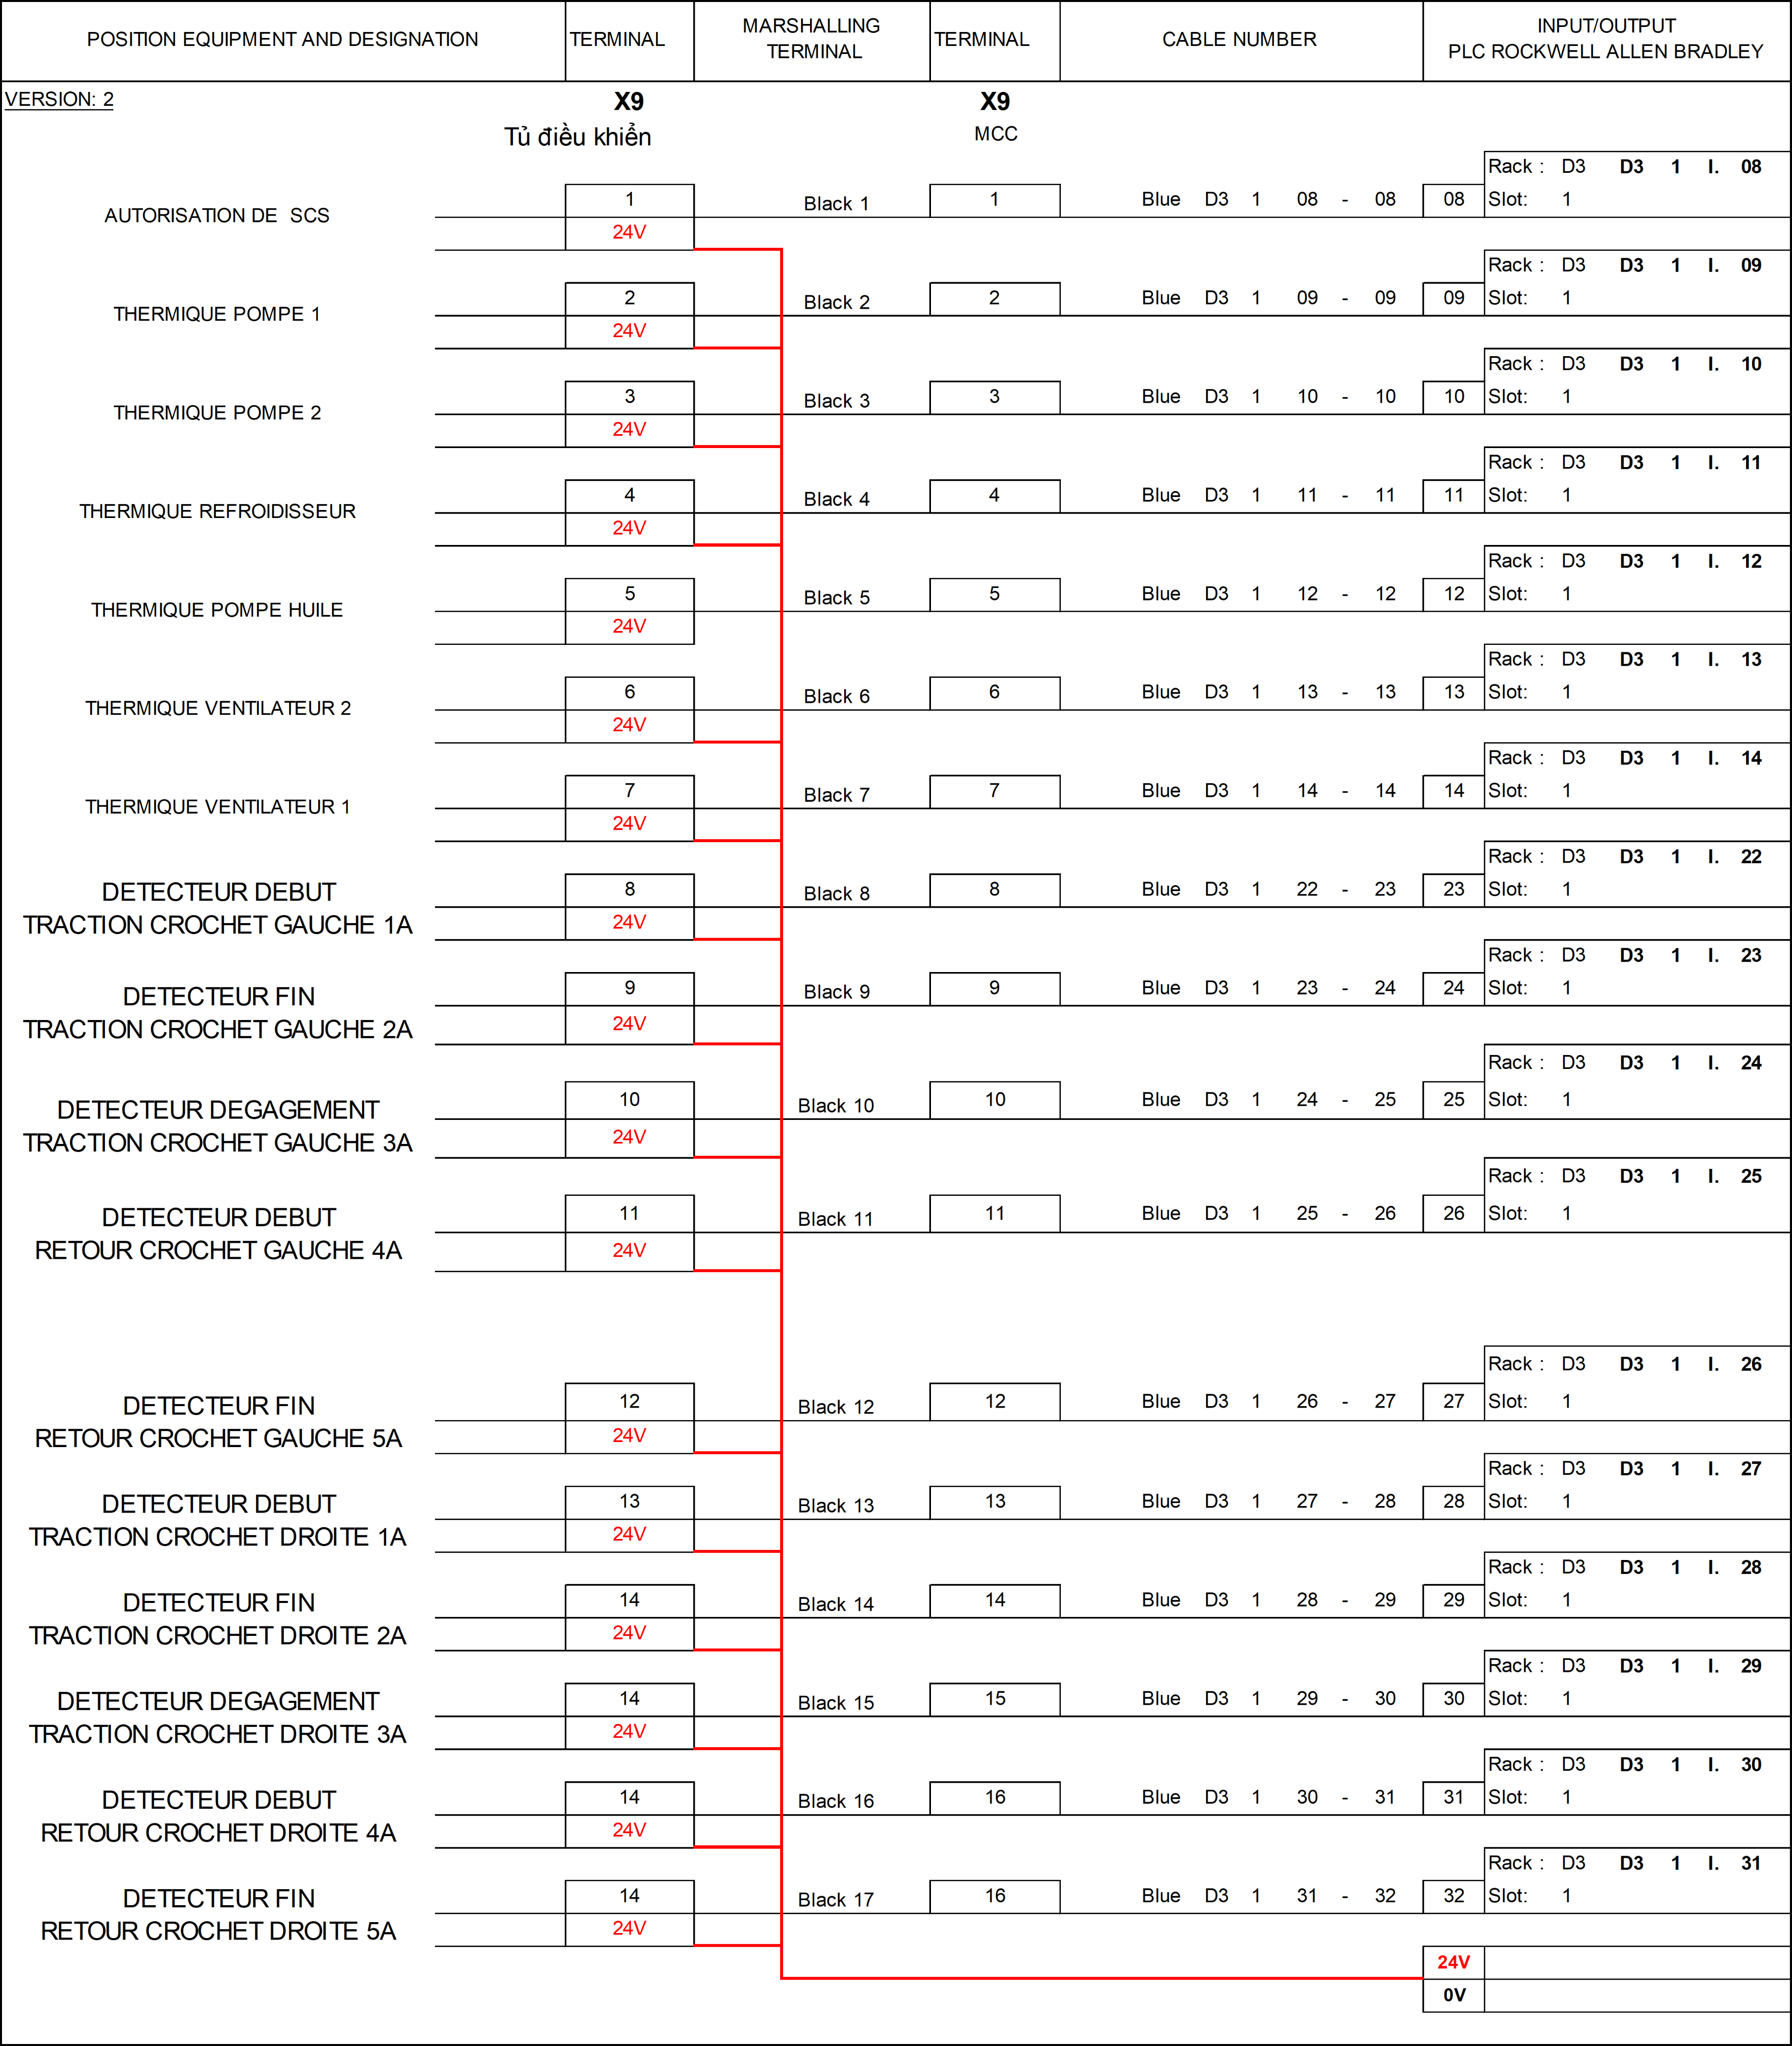 POSITION EQUIPMENT AND DESIGNATION TERMINAL MARSHALLING TERMINAL TERMINAL CABLE NUMBER INPUT/OUTPUT PLC ROCKWELL ALLEN BRADLEY
VERSION: 2 X9 X9
Tủ điều khiển MCC
Rack : D3 D3 1 I. 08
AUTORISATION DE SCS 1 Black 1 1 Blue D3 1 08 - 08 08 Slot: 1
24V
Rack : D3 D3 1 I. 09
THERMIQUE POMPE 1 2 Black 2 2 Blue D3 1 09 - 09 09 Slot: 1
24V
Rack : D3 D3 1 I. 10
THERMIQUE POMPE 2 3 Black 3 3 Blue D3 1 10 - 10 10 Slot: 1
24V
Rack : D3 D3 1 I. 11
THERMIQUE REFROIDISSEUR 4 Black 4 4 Blue D3 1 11 - 11 11 Slot: 1
24V
Rack : D3 D3 1 I. 12
THERMIQUE POMPE HUILE 5 Black 5 5 Blue D3 1 12 - 12 12 Slot: 1
24V
Rack : D3 D3 1 I. 13
THERMIQUE VENTILATEUR 2 6 Black 6 6 Blue D3 1 13 - 13 13 Slot: 1
24V
Rack : D3 D3 1 I. 14
THERMIQUE VENTILATEUR 1 7 Black 7 7 Blue D3 1 14 - 14 14 Slot: 1
24V
Rack : D3 D3 1 I. 22
DETECTEUR DEBUT 8 Black 8 8 Blue D3 1 22 - 23 23 Slot: 1
TRACTION CROCHET GAUCHE 1A 24V
Rack : D3 D3 1 I. 23
DETECTEUR FIN 9 Black 9 9 Blue D3 1 23 - 24 24 Slot: 1
TRACTION CROCHET GAUCHE 2A 24V
Rack : D3 D3 1 I. 24
DETECTEUR DEGAGEMENT 10 Black 10 10 Blue D3 1 24 - 25 25 Slot: 1
TRACTION CROCHET GAUCHE 3A 24V
Rack : D3 D3 1 I. 25
DETECTEUR DEBUT 11 Black 11 11 Blue D3 1 25 - 26 26 Slot: 1
RETOUR CROCHET GAUCHE 4A 24V
Rack : D3 D3 1 I. 26
DETECTEUR FIN 12 Black 12 12 Blue D3 1 26 - 27 27 Slot: 1
RETOUR CROCHET GAUCHE 5A 24V
Rack : D3 D3 1 I. 27
DETECTEUR DEBUT 13 Black 13 13 Blue D3 1 27 - 28 28 Slot: 1
TRACTION CROCHET DROITE 1A 24V
Rack : D3 D3 1 I. 28
DETECTEUR FIN 14 Black 14 14 Blue D3 1 28 - 29 29 Slot: 1
TRACTION CROCHET DROITE 2A 24V
Rack : D3 D3 1 I. 29
DETECTEUR DEGAGEMENT 14 Black 15 15 Blue D3 1 29 - 30 30 Slot: 1
TRACTION CROCHET DROITE 3A 24V
Rack : D3 D3 1 I. 30
DETECTEUR DEBUT 14 Black 16 16 Blue D3 1 30 - 31 31 Slot: 1
RETOUR CROCHET DROITE 4A 24V
Rack : D3 D3 1 I. 31
DETECTEUR FIN 14 Black 17 16 Blue D3 1 31 - 32 32 Slot: 1
RETOUR CROCHET DROITE 5A 24V
24V
0V